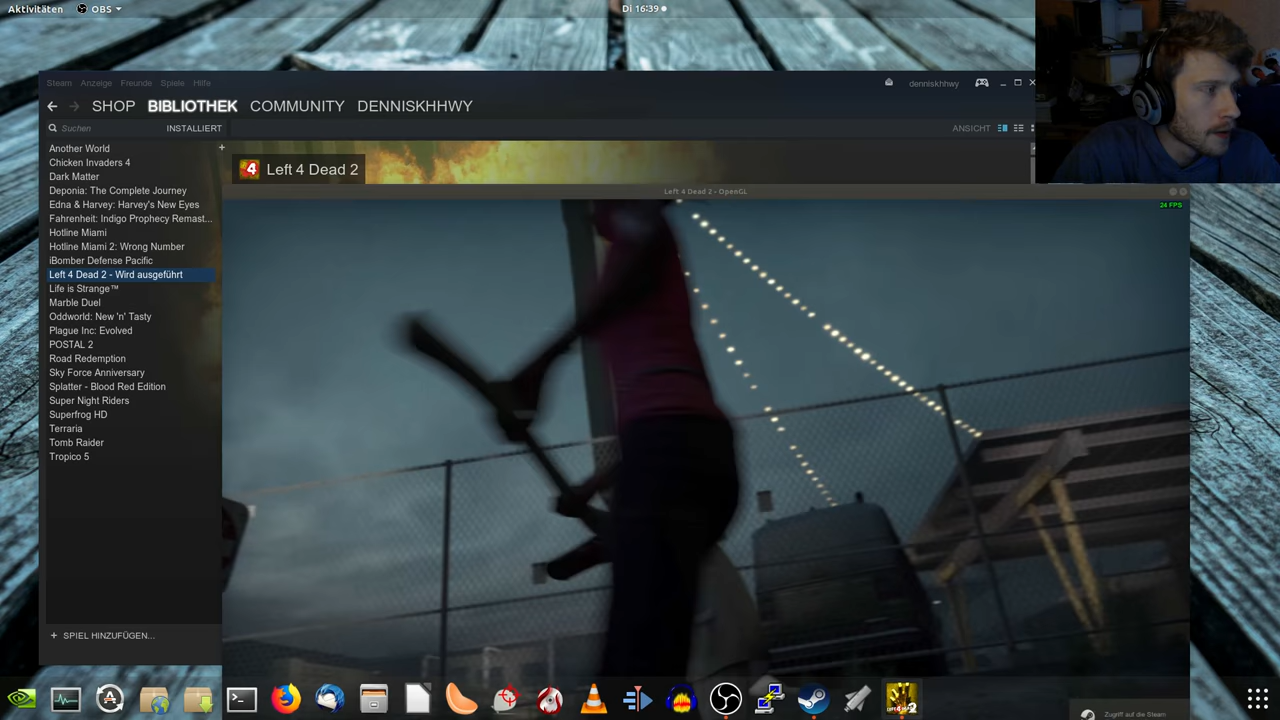 Aktivitäten
OBS
Di 16:39
Steam Anzeige Freunde Spiele Hilfe
denniskhhwy
SHOP BIBLIOTHEK COMMUNITY DENNISKHHWY
Suchen
INSTALLIERT
ANSICHT
Another World
Chicken Invaders 4
Dark Matter
Deponia: The Complete Journey
Edna & Harvey: Harvey's New Eyes
Fahrenheit: Indigo Prophecy Remast...
Hotline Miami
Hotline Miami 2: Wrong Number
iBomber Defense Pacific
Left 4 Dead 2 - Wird ausgeführt
Life is Strange™
Marble Duel
Oddworld: New 'n' Tasty
Plague Inc: Evolved
POSTAL 2
Road Redemption
Sky Force Anniversary
Splatter - Blood Red Edition
Super Night Riders
Superfrog HD
Terraria
Tomb Raider
Tropico 5
+ SPIEL HINZUFÜGEN...
Left 4 Dead 2
Left 4 Dead 2 - OpenGL
24 FPS
Zugriff auf die Steam